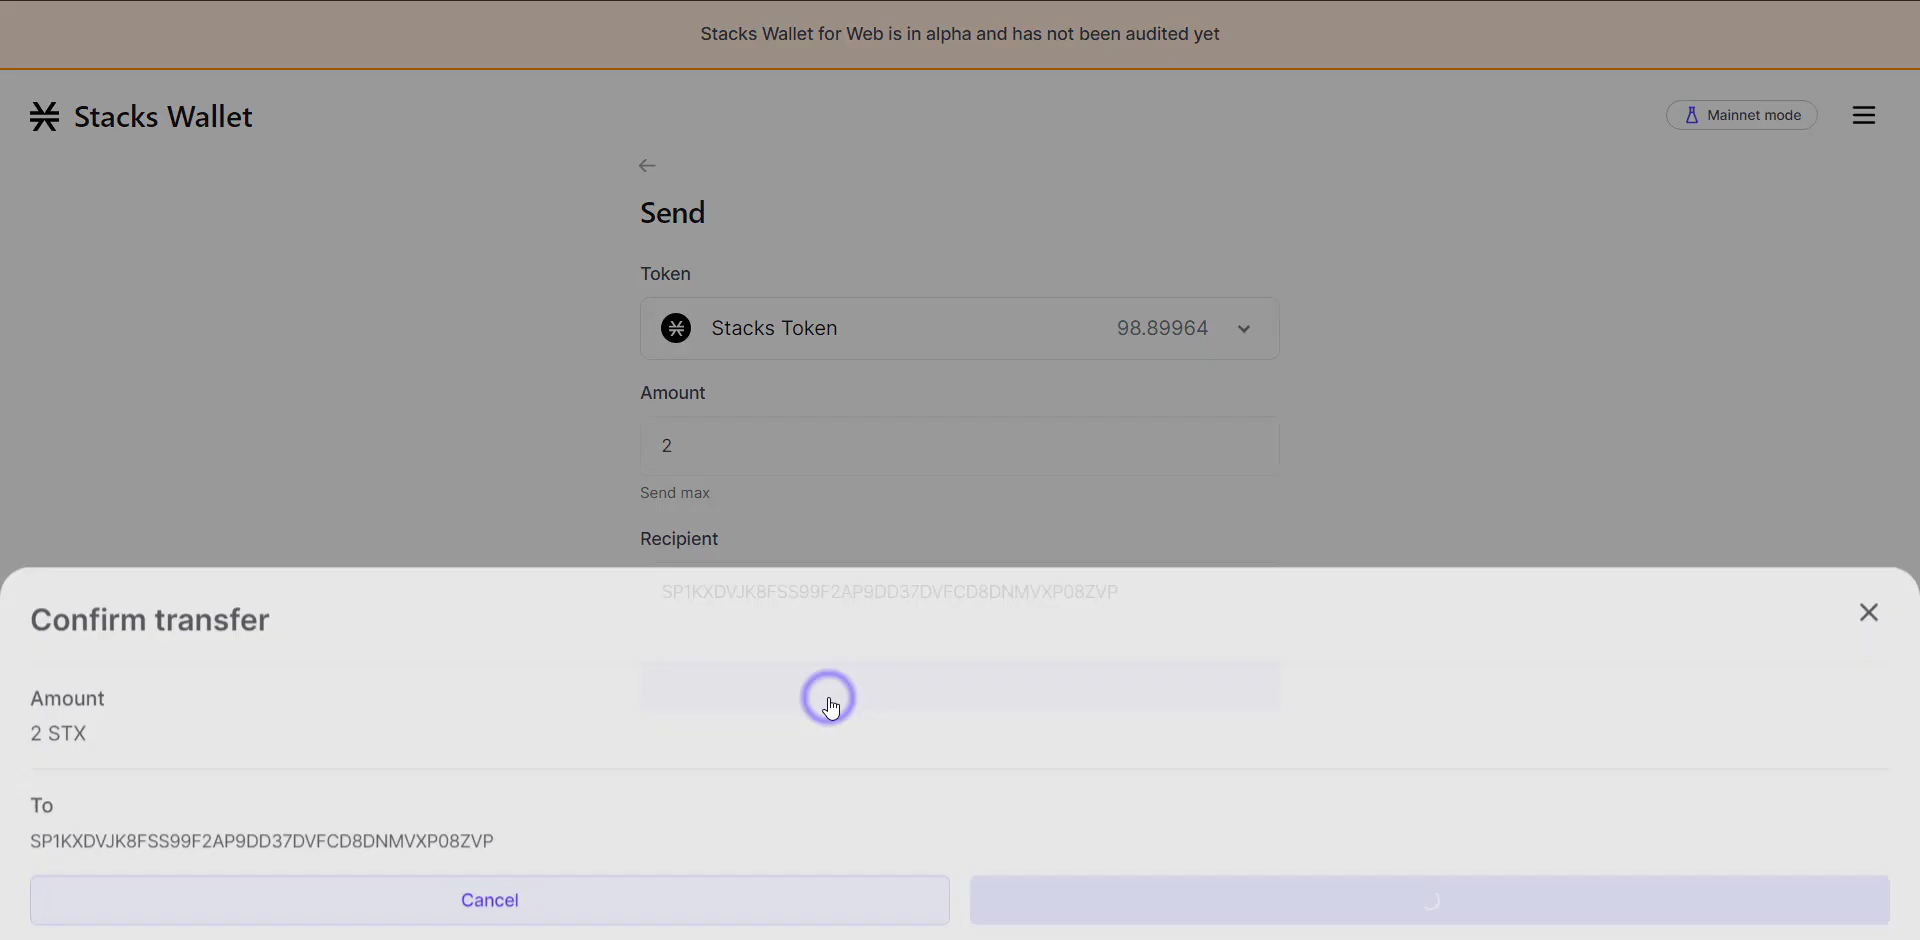 Stacks Wallet for Web is in alpha and has not been audited yet
Stacks Wallet
Mainnet mode
Send
Token
Stacks Token 98.89964
Amount
2
Send max
Recipient
SP1KXDVJK8FSS99F2AP9DD37DVFCD8DNMVXP08ZVP
Confirm transfer
Amount
2 STX
To
SP1KXDVJK8FSS99F2AP9DD37DVFCD8DNMVXP08ZVP
Cancel